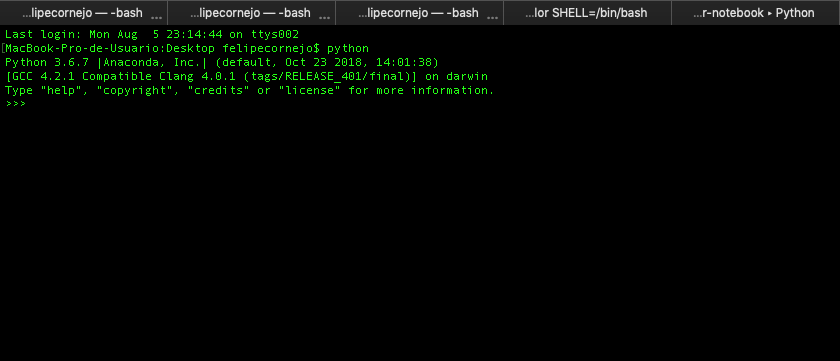 ...lipecornejo — -bash ... ...lipecornejo — -bash ... ...lipecornejo — -bash ... ...lor SHELL=/bin/bash ...r-notebook ▸ Python
Last login: Mon Aug  5 23:14:44 on ttys002
[MacBook-Pro-de-Usuario:Desktop felipecornejo$ python
Python 3.6.7 |Anaconda, Inc.| (default, Oct 23 2018, 14:01:38)
[GCC 4.2.1 Compatible Clang 4.0.1 (tags/RELEASE_401/final)] on darwin
Type "help", "copyright", "credits" or "license" for more information.
>>>